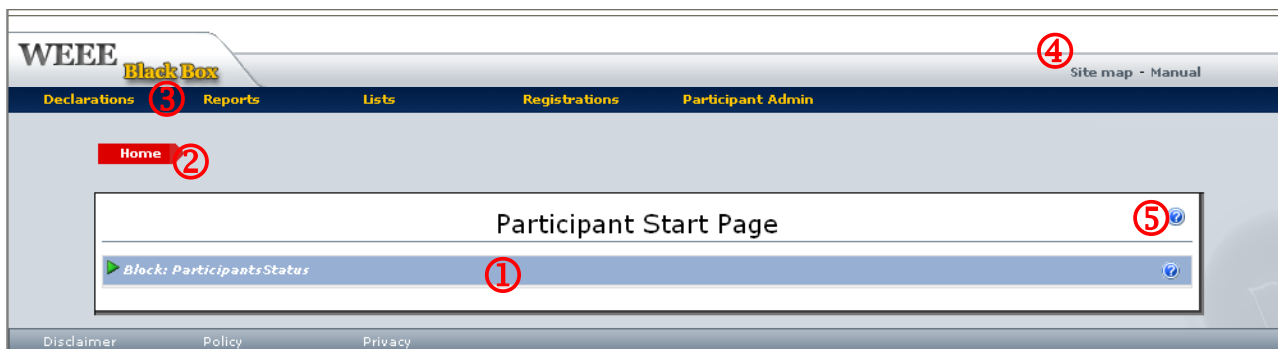 WEEE
Black Box
④
Site map - Manual
Declarations ③ Reports Lists Registrations Participant Admin
Home ②
Participant Start Page ⑤ ?
Block: ParticipantsStatus ① ?
Disclaimer Policy Privacy